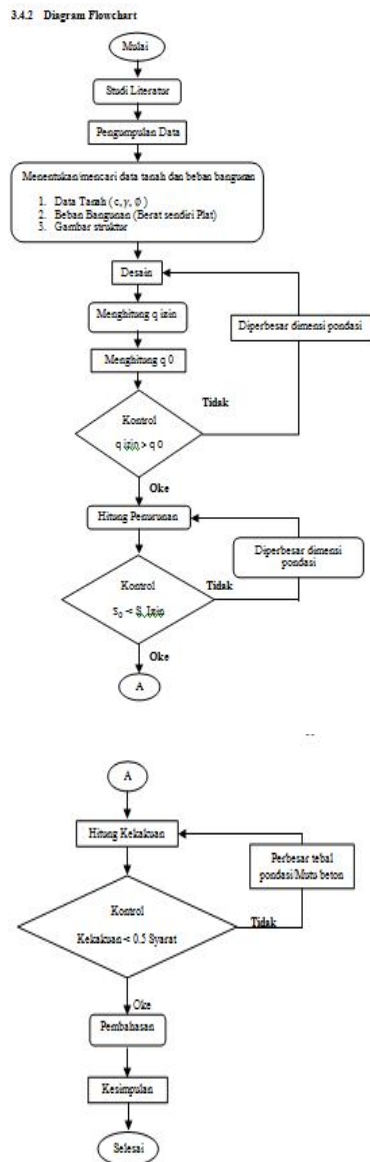 3.4.2 Diagram Flowchart
Mulai
Studi Literatur
Pengumpulan Data
Menentukan/mencari data tanah dan beban bangunan
1. Data Tanah ( c, γ, ϕ )
2. Beban Bangunan (Berat sendiri Plat)
3. Gambar struktur
Desain
Menghitung q izin
Diperbesar dimensi pondasi
Menghitung q 0
Tidak
Kontrol
q izin > q 0
Oke
Hitung Penurunan
Diperbesar dimensi
pondasi
Kontrol
Tidak
S₀ < S_Izin
Oke
A
--
A
Hitung Kekakuan
Perbesar tebal
pondasi/Mutu beton
Kontrol
Kekakuan < 0.5 Syarat
Tidak
Oke
Pembahasan
Kesimpulan
Selesai